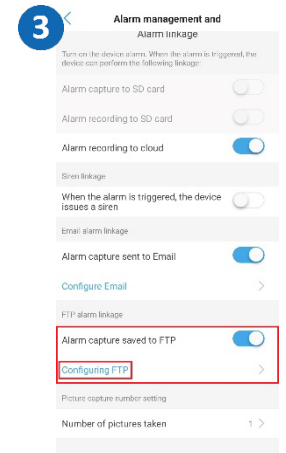 3
Alarm management and
Alarm linkage
Turn on the device alarm. When the alarm is triggered, the
device can perform the following linkage:
Alarm capture to SD card
Alarm recording to SD card
Alarm recording to cloud
Siren linkage
When the alarm is triggered, the device
issues a siren
Email alarm linkage
Alarm capture sent to Email
Configure Email
FTP alarm linkage
Alarm capture saved to FTP
Configuring FTP
Picture capture number setting
Number of pictures taken 1